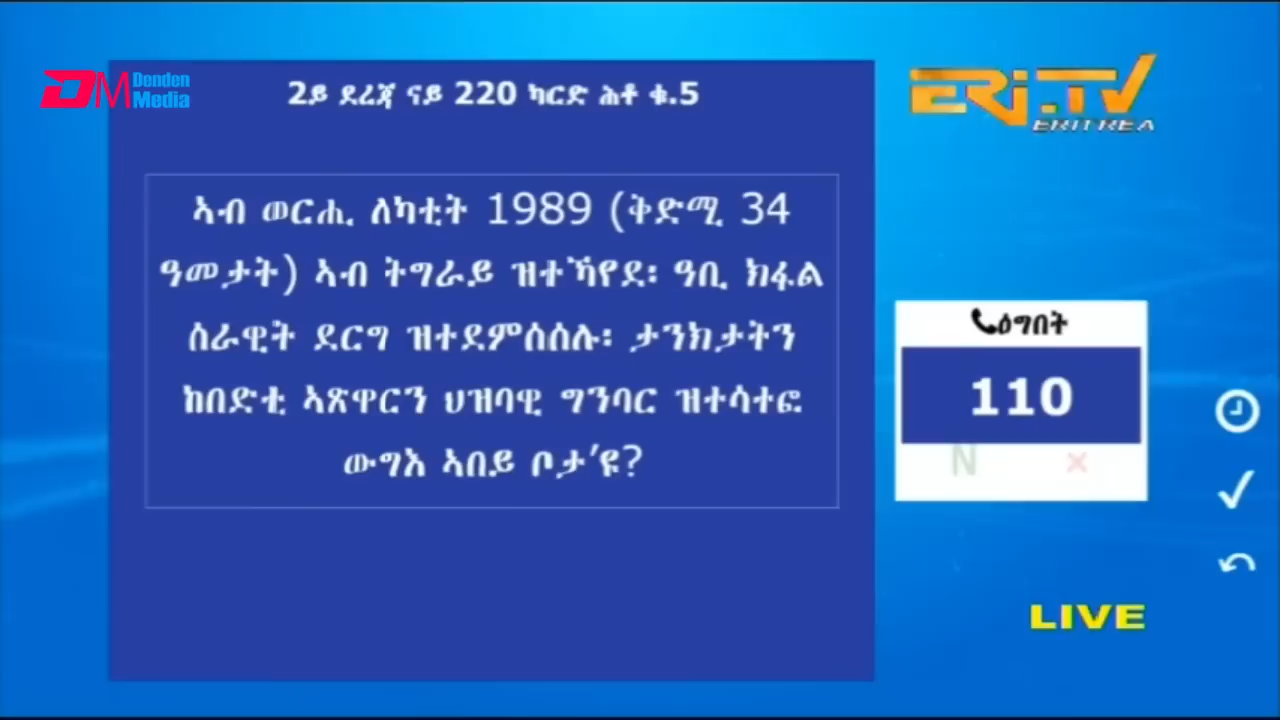 DM Denden Media
2ይ ደረጃ ናይ 220 ካርድ ሕቶ ቁ.5
ERi.TV
ERITREA
ኣብ ወርሒ ለካቲት 1989 (ቅድሚ 34
ዓመታት) ኣብ ትግራይ ዝተኻየደ፡ ዓቢ ክፋል
ሰራዊት ደርግ ዝተደምሰሰሉ፡ ታንክታትን
ከበድቲ ኣጽዋርን ህዝባዊ ግንባር ዝተሳተፎ
ውግእ ኣበይ ቦታ’ዩ?
ዕግበት
110
N ×
LIVE